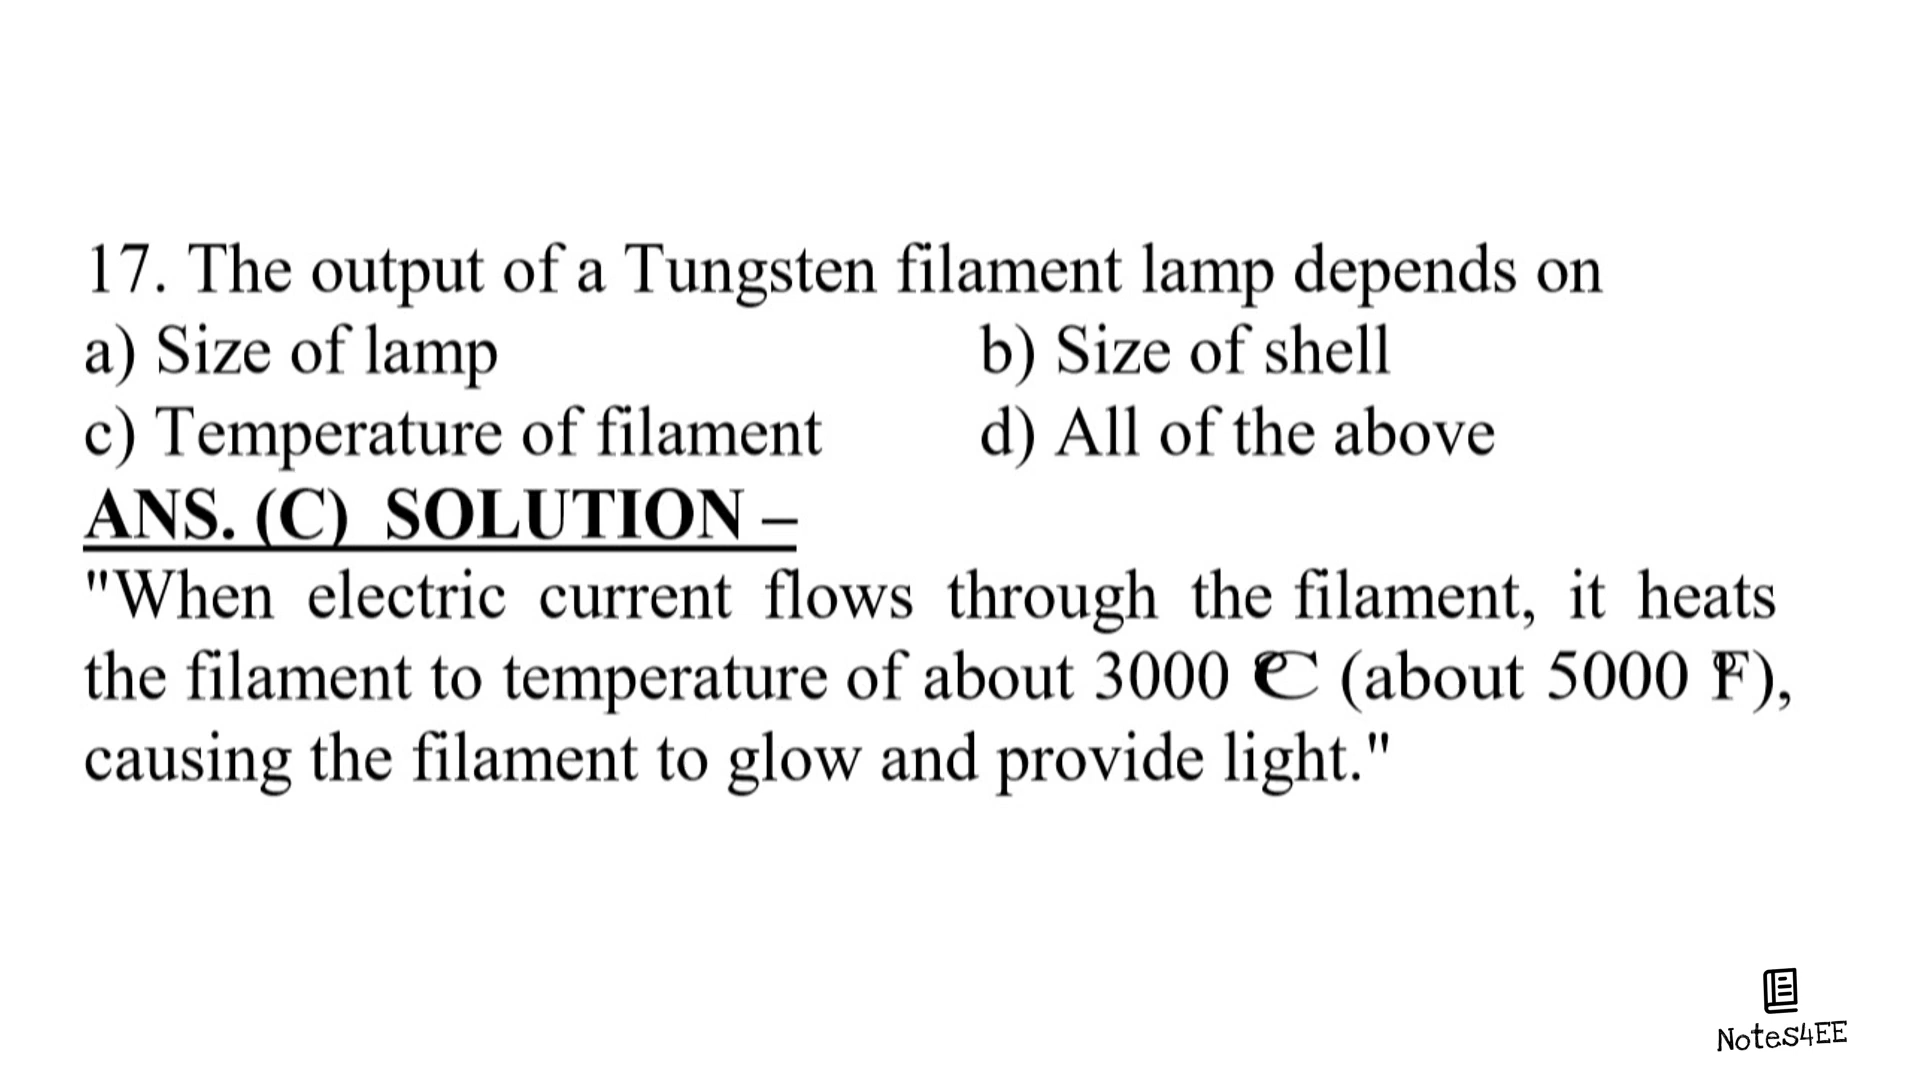 17. The output of a Tungsten filament lamp depends on
a) Size of lamp b) Size of shell
c) Temperature of filament d) All of the above
ANS. (C) SOLUTION –
"When electric current flows through the filament, it heats
the filament to temperature of about 3000 °C (about 5000 °F),
causing the filament to glow and provide light."
Notes4EE